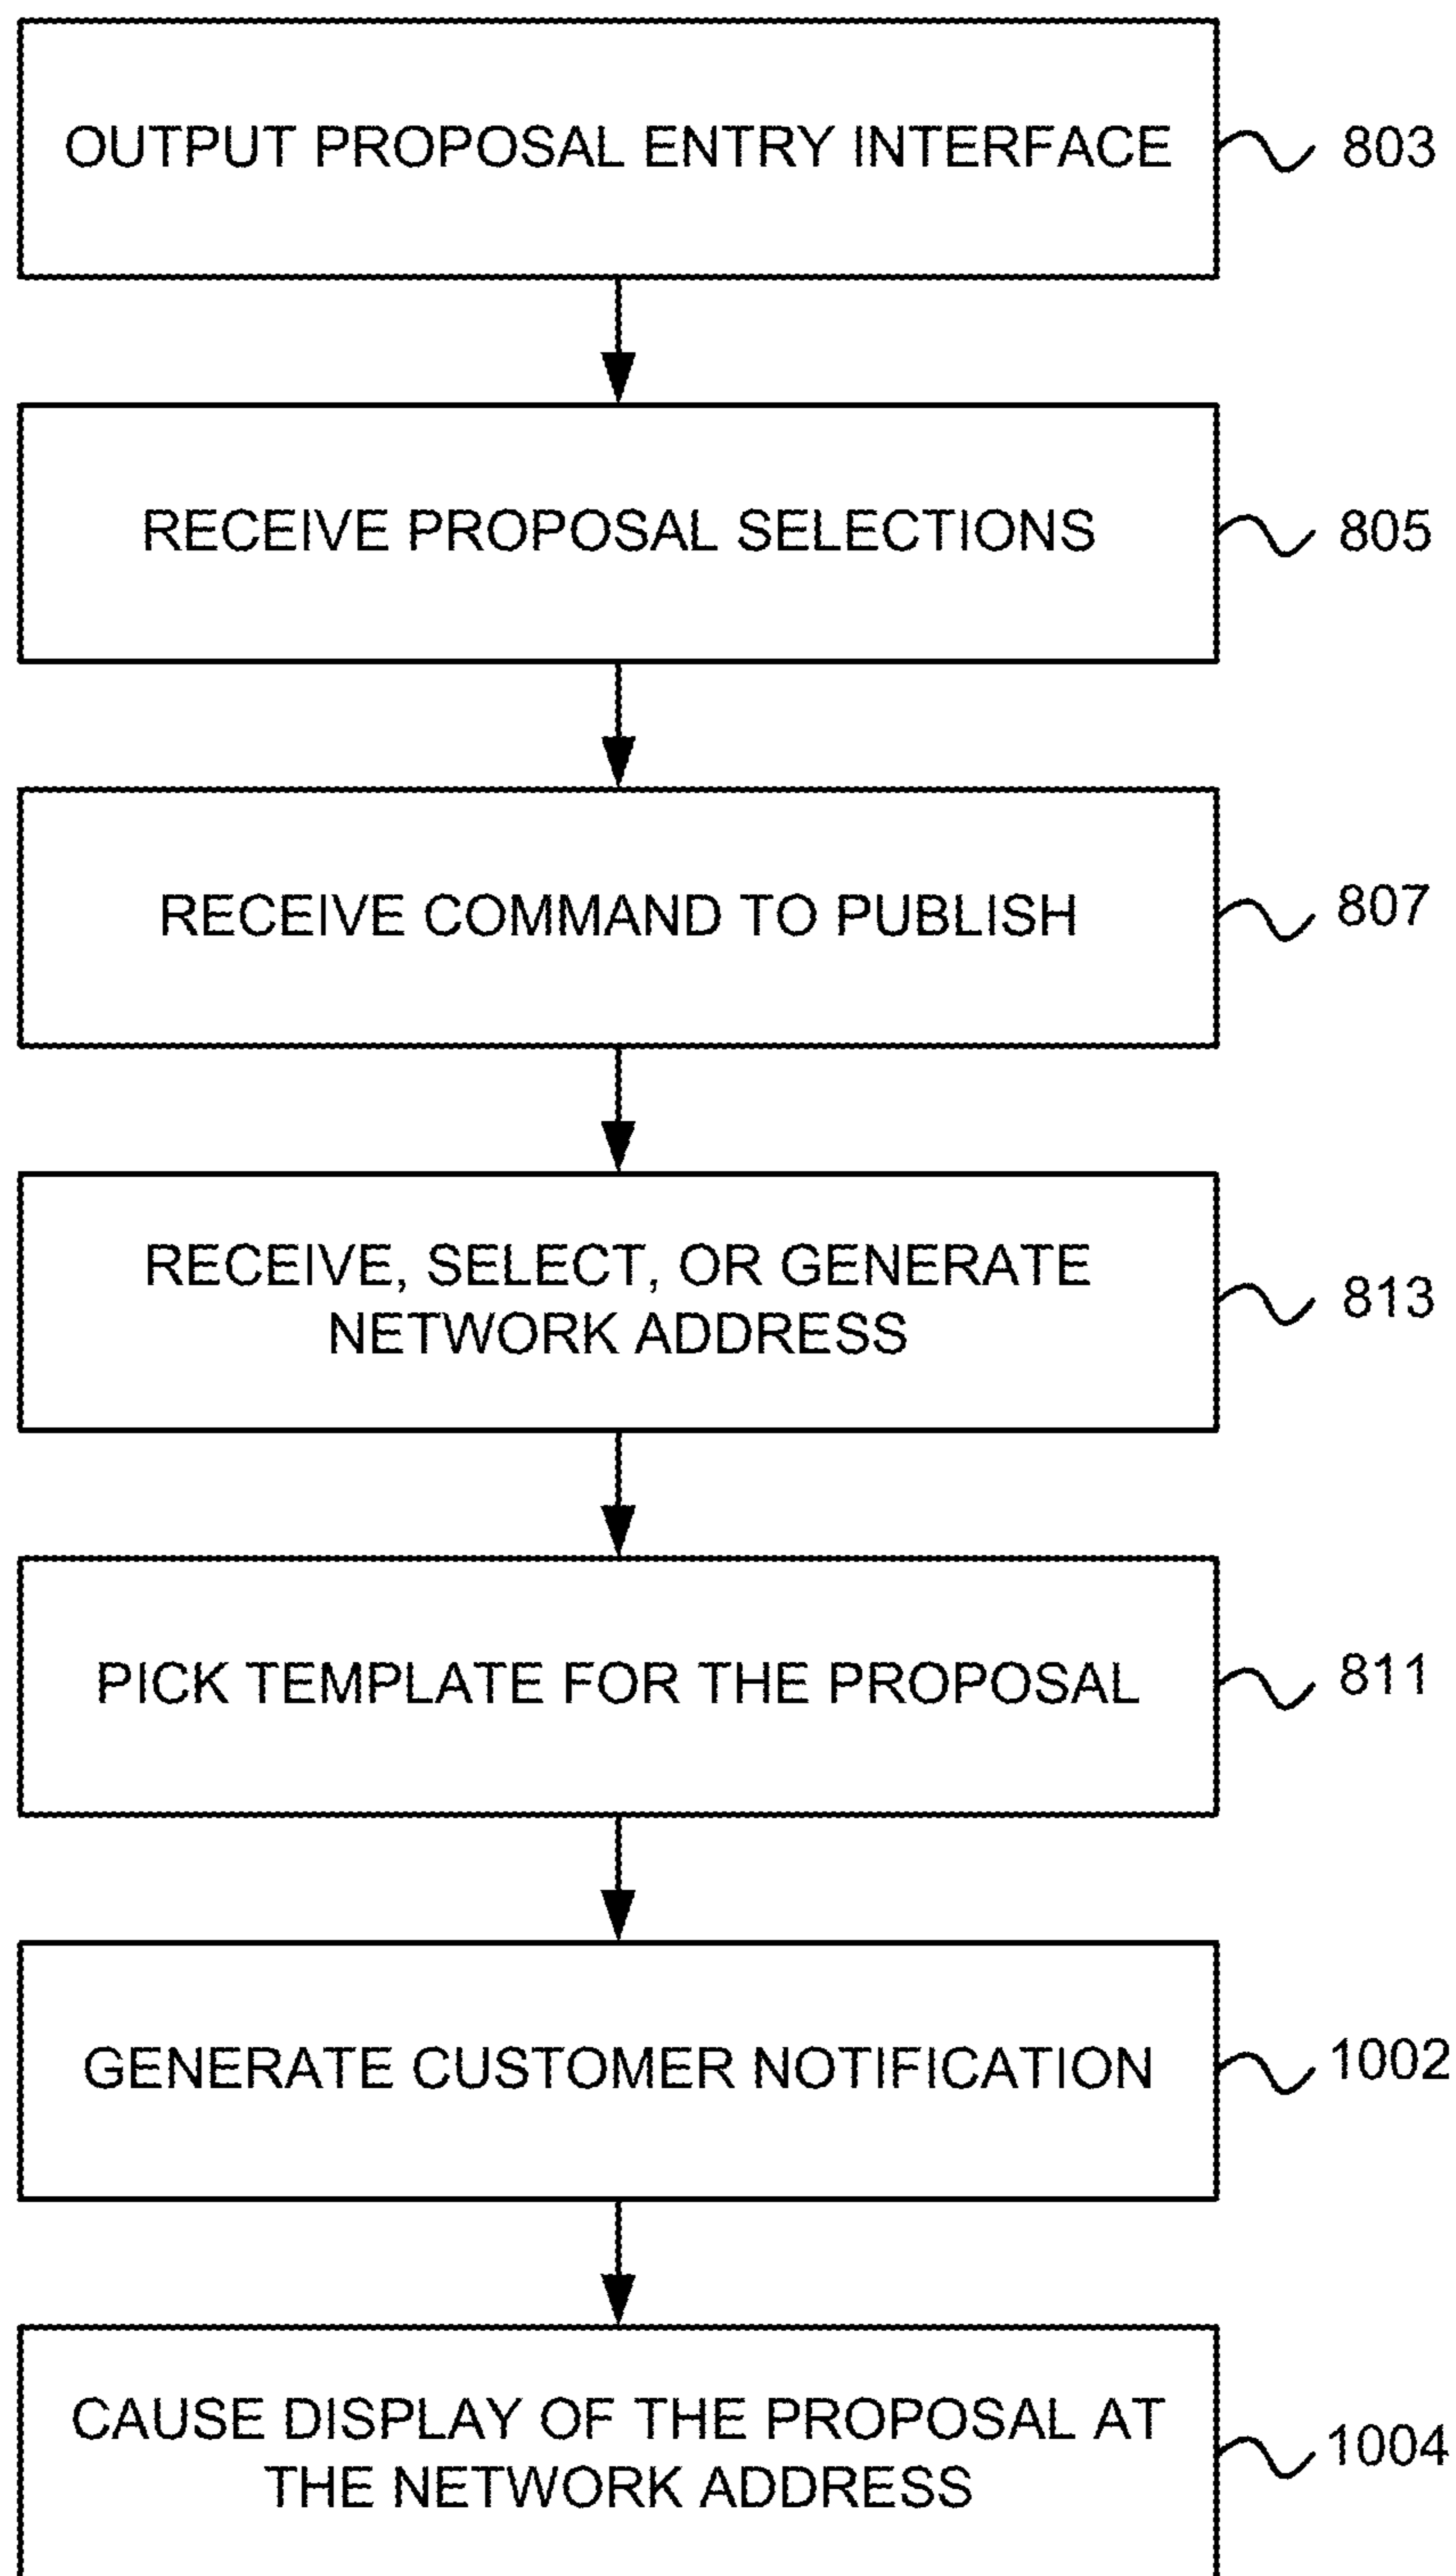 OUTPUT PROPOSAL ENTRY INTERFACE
803
RECEIVE PROPOSAL SELECTIONS
805
RECEIVE COMMAND TO PUBLISH
807
RECEIVE, SELECT, OR GENERATE
NETWORK ADDRESS
813
PICK TEMPLATE FOR THE PROPOSAL
811
GENERATE CUSTOMER NOTIFICATION
1002
CAUSE DISPLAY OF THE PROPOSAL AT
THE NETWORK ADDRESS
1004